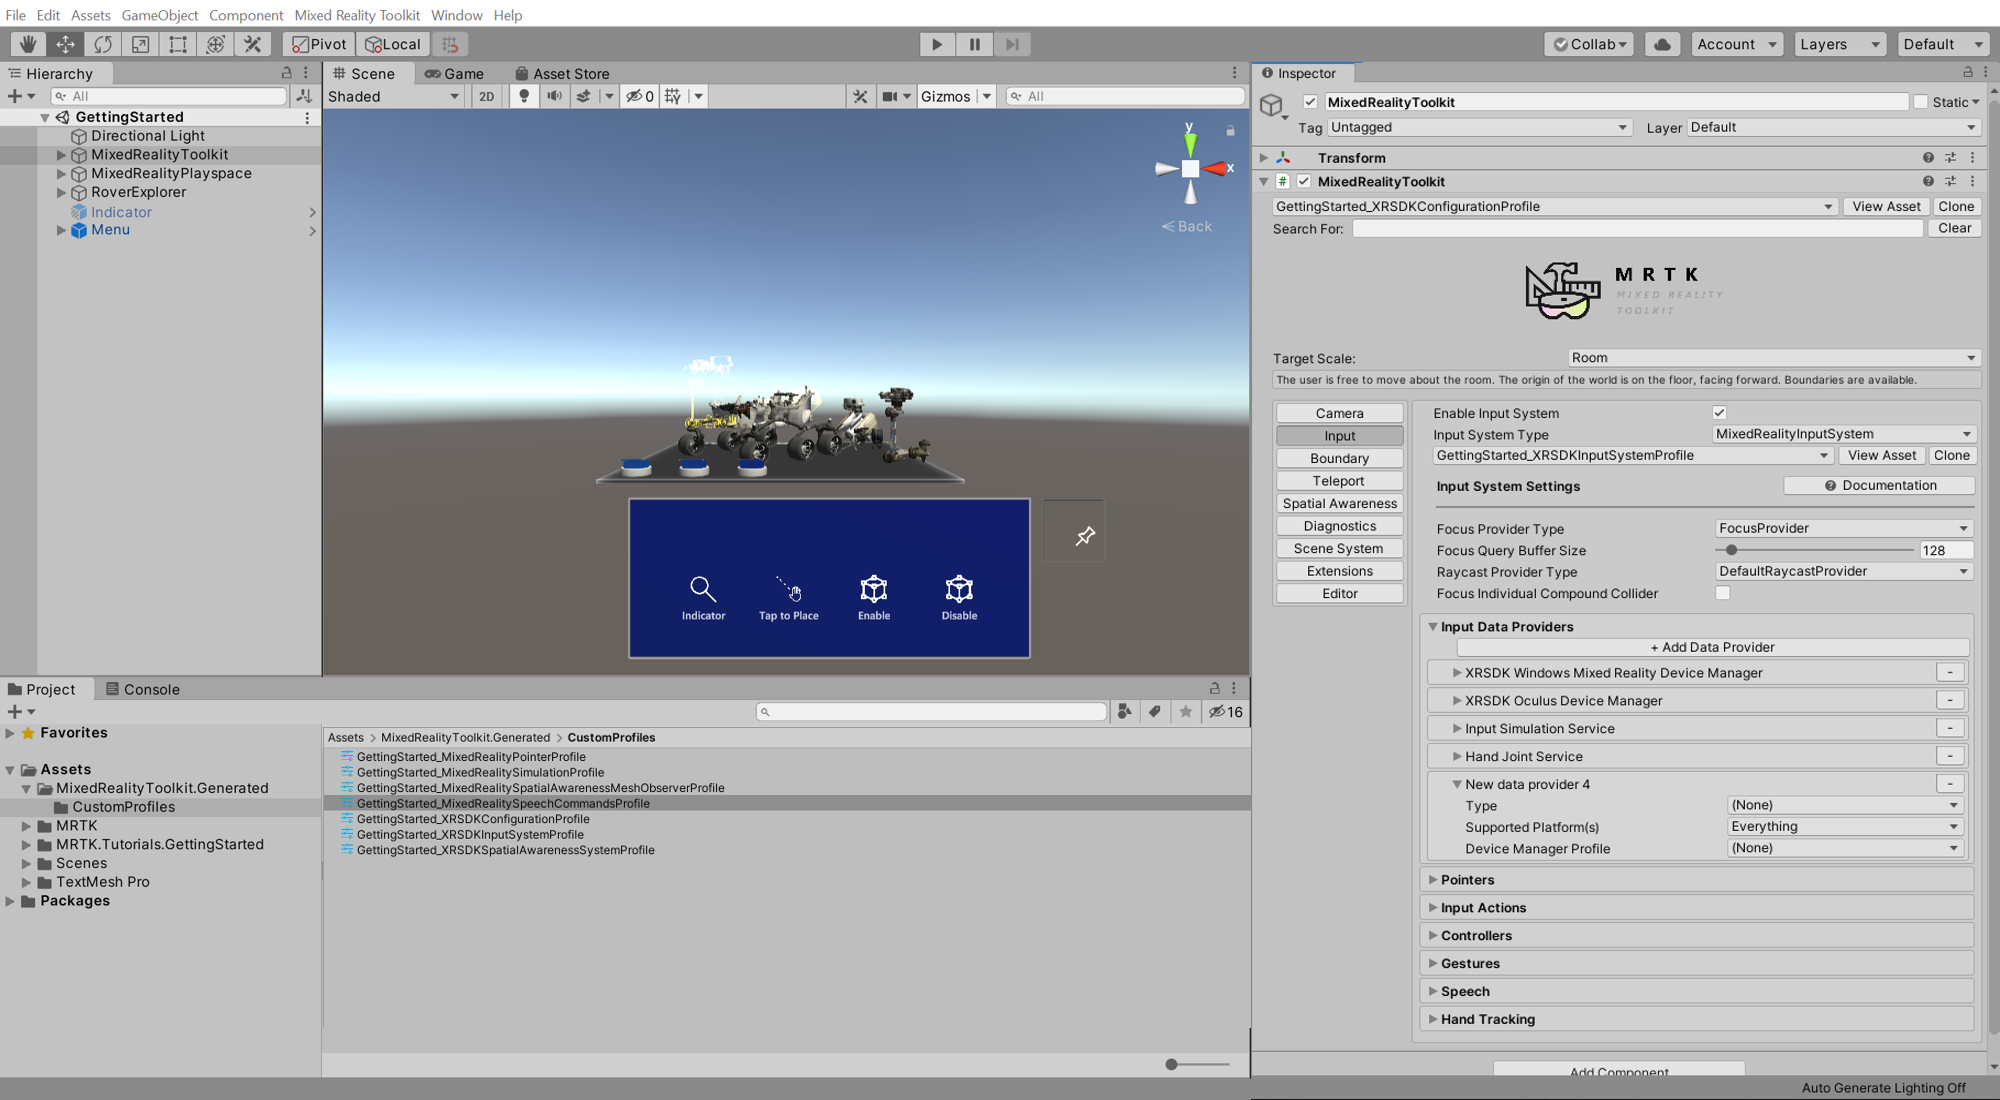 File Edit Assets GameObject Component Mixed Reality Toolkit Window Help
Pivot Local Collab Account Layers Default
Hierarchy
All
GettingStarted
Directional Light
MixedRealityToolkit
MixedRealityPlayspace
RoverExplorer
Indicator
Menu
Scene Game Asset Store
Shaded 2D 0 Gizmos All
y
x
Back
Indicator Tap to Place Enable Disable
Project Console
16
Favorites
Assets
MixedRealityToolkit.Generated
CustomProfiles
MRTK
MRTK.Tutorials.GettingStarted
Scenes
TextMesh Pro
Packages
Assets > MixedRealityToolkit.Generated > CustomProfiles
GettingStarted_MixedRealityPointerProfile
GettingStarted_MixedRealitySimulationProfile
GettingStarted_MixedRealitySpatialAwarenessMeshObserverProfile
GettingStarted_MixedRealitySpeechCommandsProfile
GettingStarted_XRSDKConfigurationProfile
GettingStarted_XRSDKInputSystemProfile
GettingStarted_XRSDKSpatialAwarenessSystemProfile
Inspector
MixedRealityToolkit Static
Tag Untagged Layer Default
Transform
# MixedRealityToolkit
GettingStarted_XRSDKConfigurationProfile View Asset Clone
Search For: Clear
MRTK
MIXED REALITY
TOOLKIT
Target Scale: Room
The user is free to move about the room. The origin of the world is on the floor, facing forward. Boundaries are available.
Camera
Input
Boundary
Teleport
Spatial Awareness
Diagnostics
Scene System
Extensions
Editor
Enable Input System
Input System Type MixedRealityInputSystem
GettingStarted_XRSDKInputSystemProfile View Asset Clone
Input System Settings Documentation
Focus Provider Type FocusProvider
Focus Query Buffer Size 128
Raycast Provider Type DefaultRaycastProvider
Focus Individual Compound Collider
Input Data Providers
+ Add Data Provider
XRSDK Windows Mixed Reality Device Manager -
XRSDK Oculus Device Manager -
Input Simulation Service -
Hand Joint Service -
New data provider 4 -
Type (None)
Supported Platform(s) Everything
Device Manager Profile (None)
Pointers
Input Actions
Controllers
Gestures
Speech
Hand Tracking
Add Component
Auto Generate Lighting Off